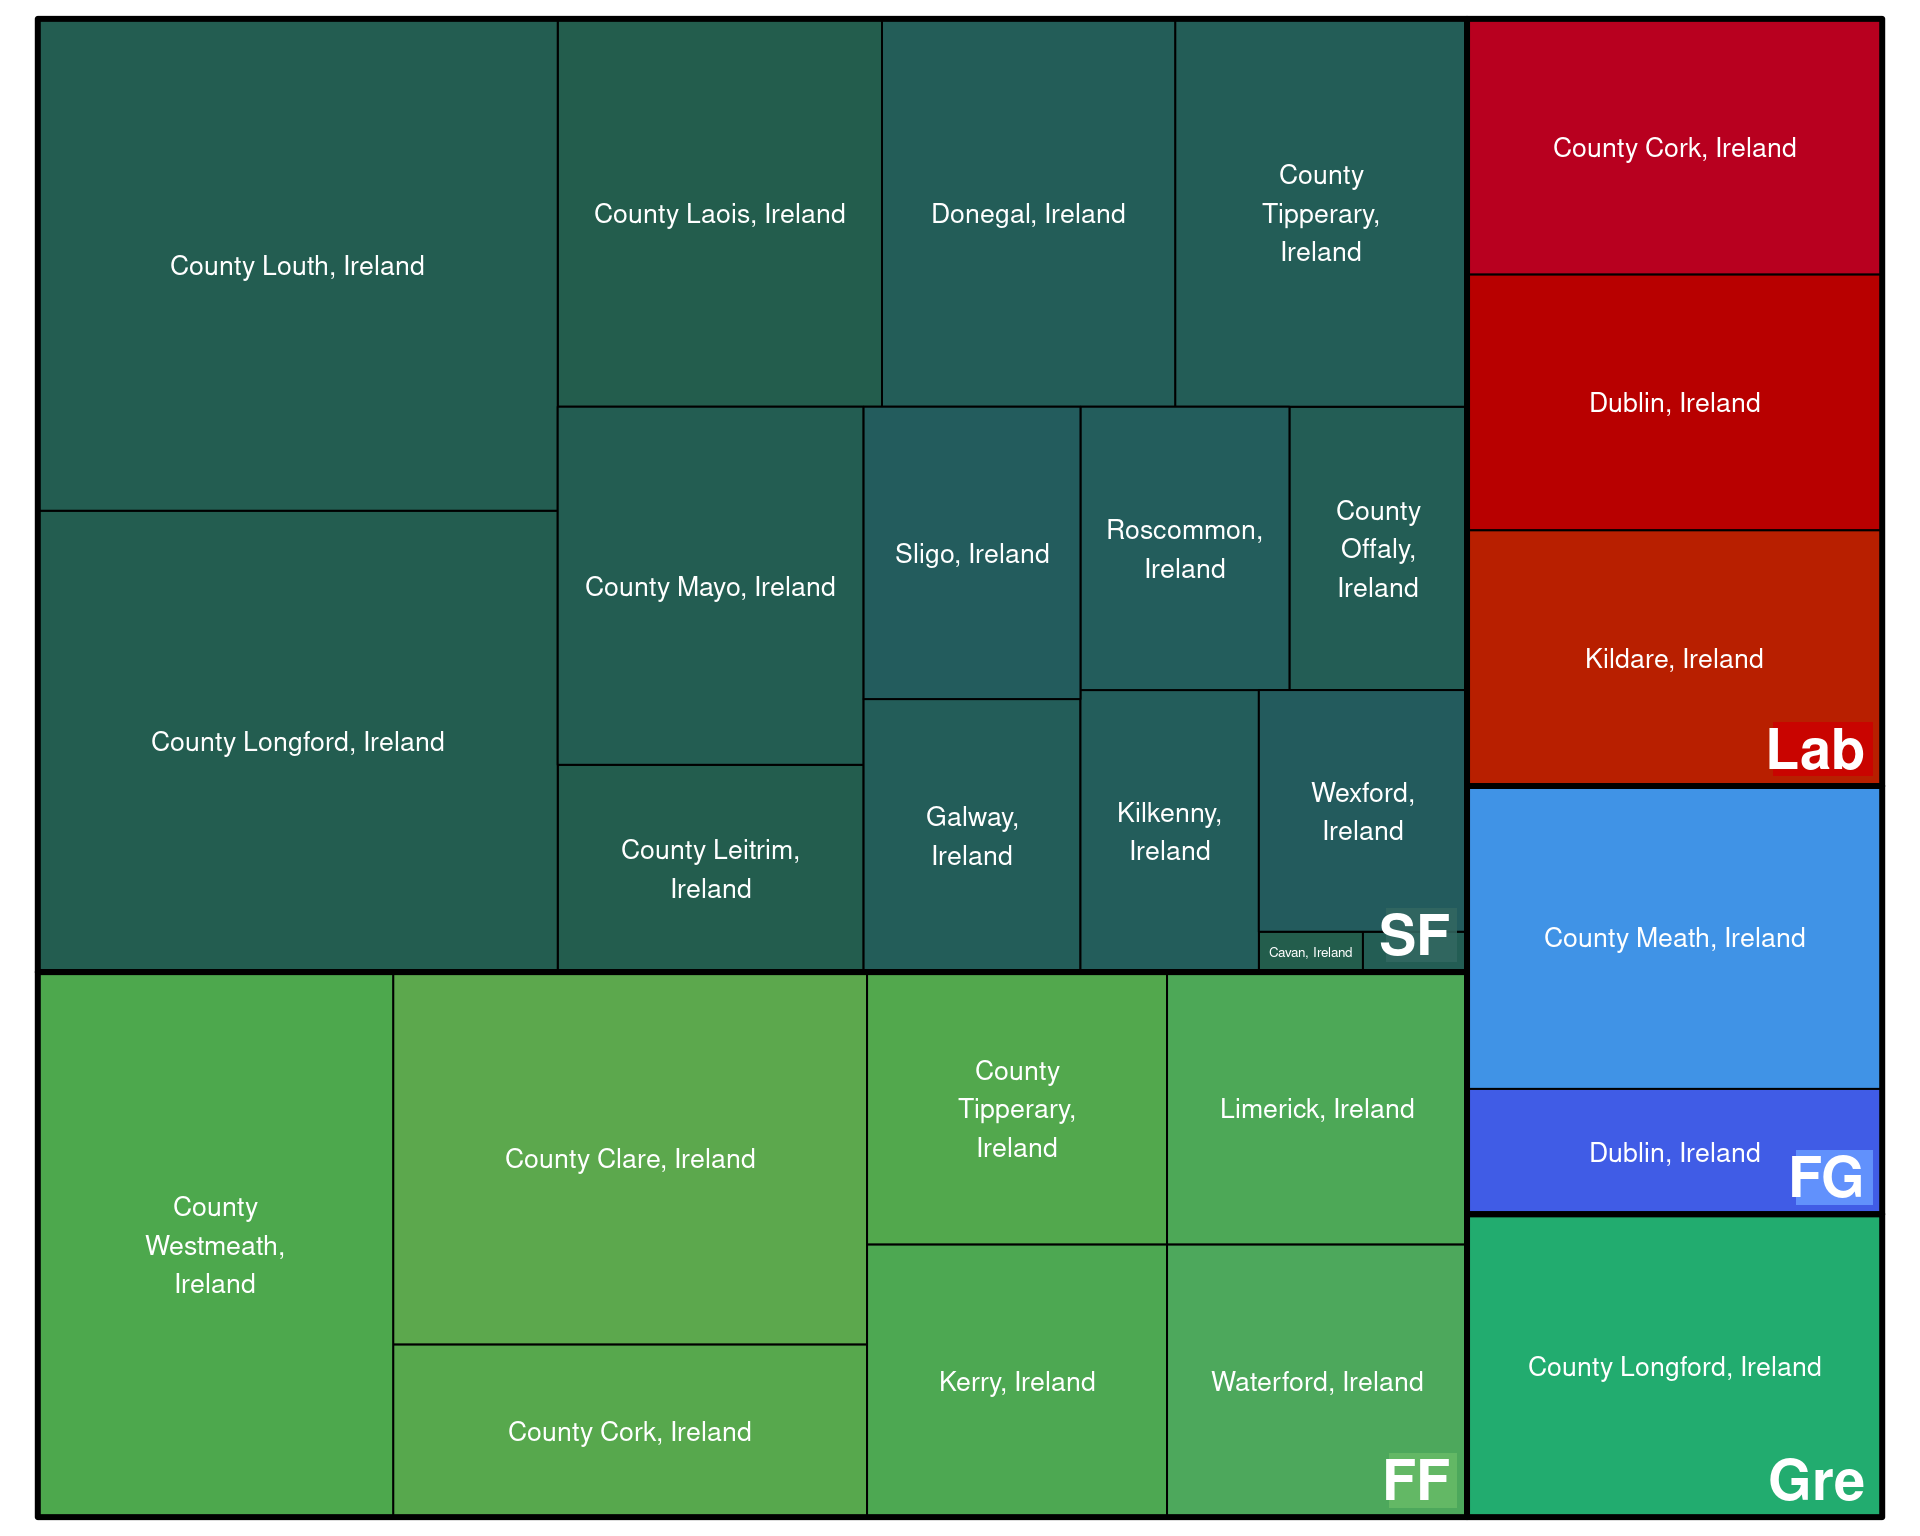 County Louth, Ireland
County Laois, Ireland
Donegal, Ireland
County
Tipperary,
Ireland
County Longford, Ireland
County Mayo, Ireland
Sligo, Ireland
Roscommon,
Ireland
County
Offaly,
Ireland
County Leitrim,
Ireland
Galway,
Ireland
Kilkenny,
Ireland
Wexford,
Ireland
Cavan, Ireland
SF
County
Westmeath,
Ireland
County Clare, Ireland
County Cork, Ireland
County
Tipperary,
Ireland
Limerick, Ireland
Kerry, Ireland
Waterford, Ireland
FF
County Cork, Ireland
Dublin, Ireland
Kildare, Ireland
Lab
County Meath, Ireland
Dublin, Ireland
FG
County Longford, Ireland
Gre